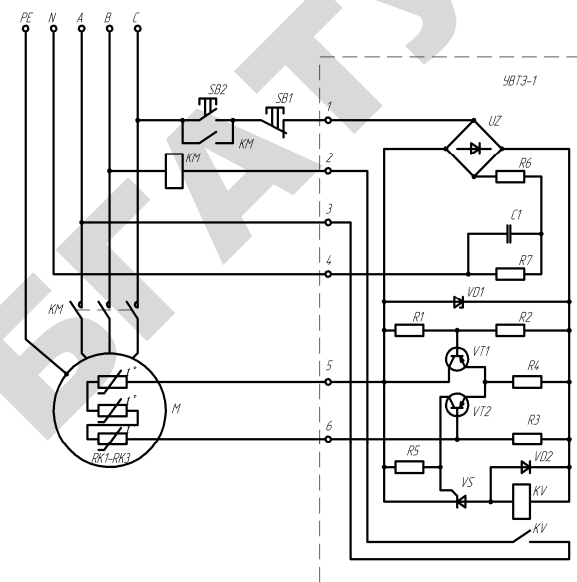 PE N A B C
УВТЗ-1
SB2 SB1 1 UZ
KM
KM 2 R6
3 C1
4 R7
KM VD1
R1 R2
VT1
t° 5 R4
t° M VT2
t° 6 R3
RK1-RK3 R5 VD2
VS KV
KV
БГАТУ